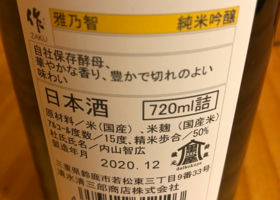 作 雅乃智 純米吟醸
ZAKU
自社保存酵母、
華やかな香り、豊かで切れのよい
味わい
日本酒 720ml詰
原材料／米(国産)、米麹(国産米)
ｱﾙｺｰﾙ度数／15度、精米歩合／50%
杜氏氏名／内山智広
製造年月 2020.12
三重県鈴鹿市若松東三丁目9番33号
清水清三郎商店株式会社